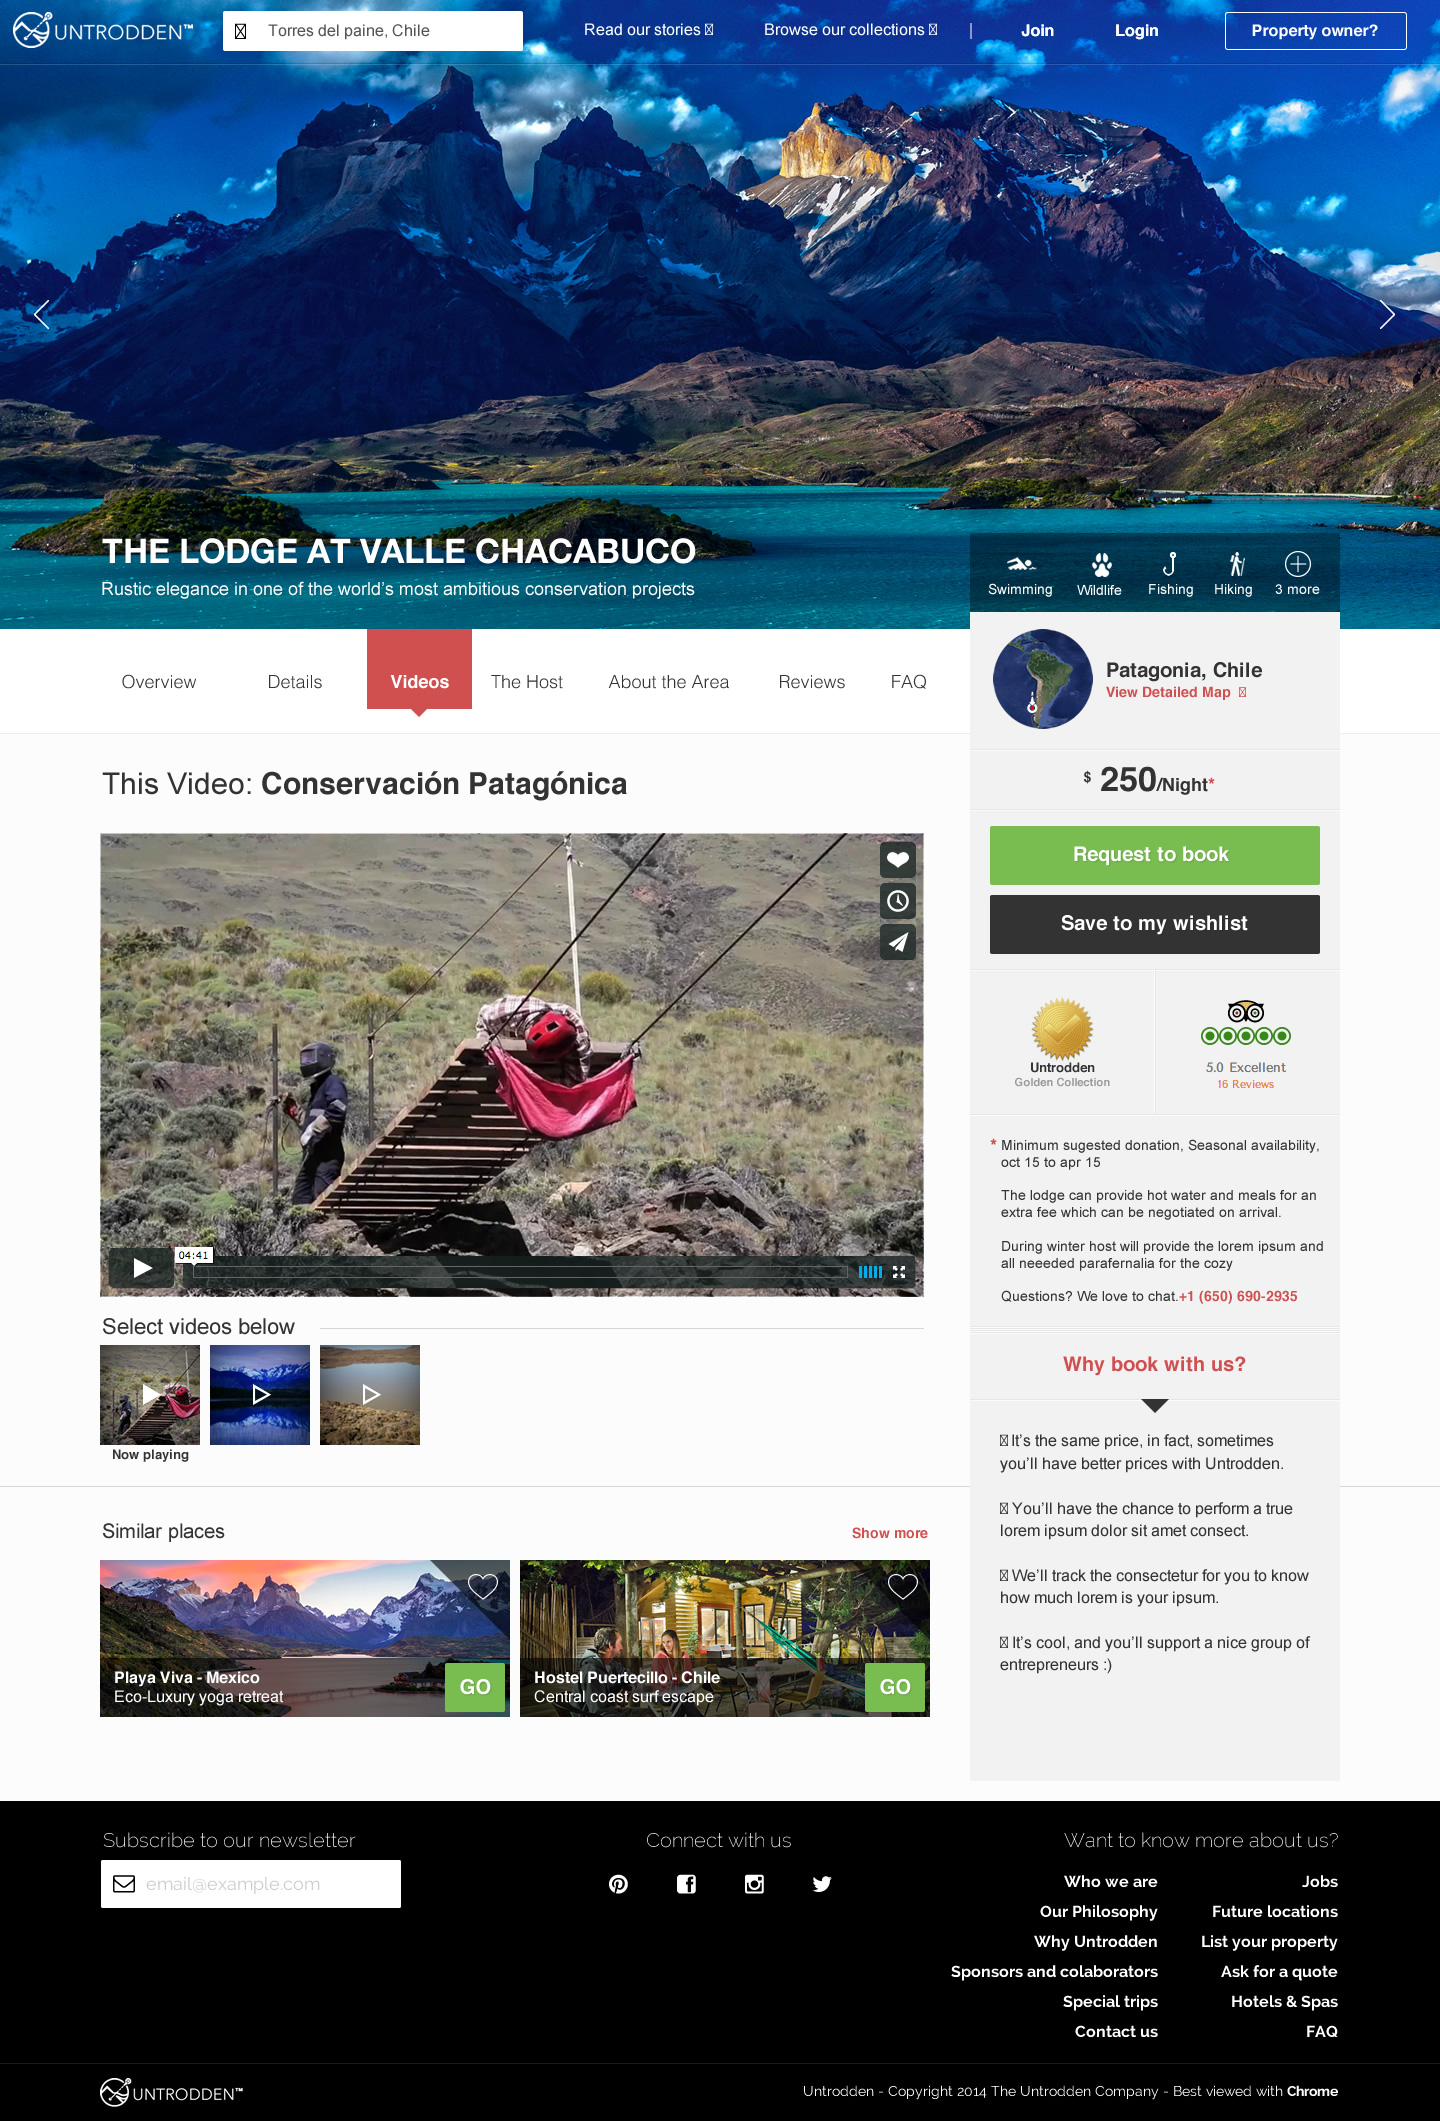 UNTRODDEN™
Torres del paine, Chile
Read our stories
Browse our collections
|
Join
Login
Property owner?
THE LODGE AT VALLE CHACABUCO
Rustic elegance in one of the world's most ambitious conservation projects
Swimming
Wildlife
Fishing
Hiking
3 more
Overview
Details
Videos
The Host
About the Area
Reviews
FAQ
Patagonia, Chile
View Detailed Map
$ 250/Night*
Request to book
Save to my wishlist
Untrodden
Golden Collection
5.0 Excellent
16 Reviews
* Minimum sugested donation, Seasonal availability,
oct 15 to apr 15
The lodge can provide hot water and meals for an
extra fee which can be negotiated on arrival.
During winter host will provide the lorem ipsum and
all neeeded parafernalia for the cozy
Questions? We love to chat.+1 (650) 690-2935
Why book with us?
It's the same price, in fact, sometimes
you'll have better prices with Untrodden.
You'll have the chance to perform a true
lorem ipsum dolor sit amet consect.
We'll track the consectetur for you to know
how much lorem is your ipsum.
It's cool, and you'll support a nice group of
entrepreneurs :)
This Video: Conservación Patagónica
04:41
Select videos below
Now playing
Similar places
Show more
Playa Viva - Mexico
Eco-Luxury yoga retreat
GO
Hostel Puertecillo - Chile
Central coast surf escape
GO
Subscribe to our newsletter
email@example.com
Connect with us
Want to know more about us?
Who we are
Our Philosophy
Why Untrodden
Sponsors and colaborators
Special trips
Contact us
Jobs
Future locations
List your property
Ask for a quote
Hotels & Spas
FAQ
UNTRODDEN™
Untrodden - Copyright 2014 The Untrodden Company - Best viewed with Chrome